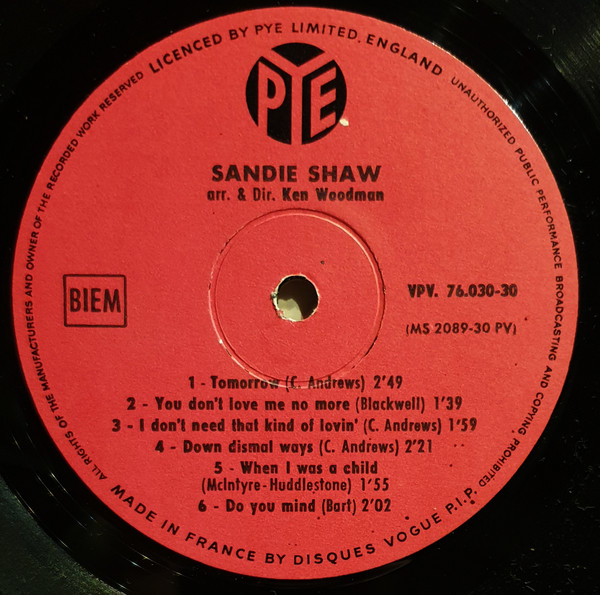 ALL RIGHTS OF THE MANUFACTURERS AND OWNER OF THE RECORDED WORK RESERVED LICENCED BY PYE LIMITED. ENGLAND UNAUTHORIZED PUBLIC PERFORMANCE BROADCASTING AND COPYING PROHIBITED
PYE
SANDIE SHAW
arr. & Dir. Ken Woodman
BIEM
VPV. 76.030-30
(MS 2089-30 PV)
1 - Tomorrow (C. Andrews) 2'49
2 - You don't love me no more (Blackwell) 1'39
3 - I don't need that kind of lovin' (C. Andrews) 1'59
4 - Down dismal ways (C. Andrews) 2'21
5 - When I was a child
(McIntyre-Huddlestone) 1'55
6 - Do you mind (Bart) 2'02
MADE IN FRANCE BY DISQUES VOGUE P.I.P.